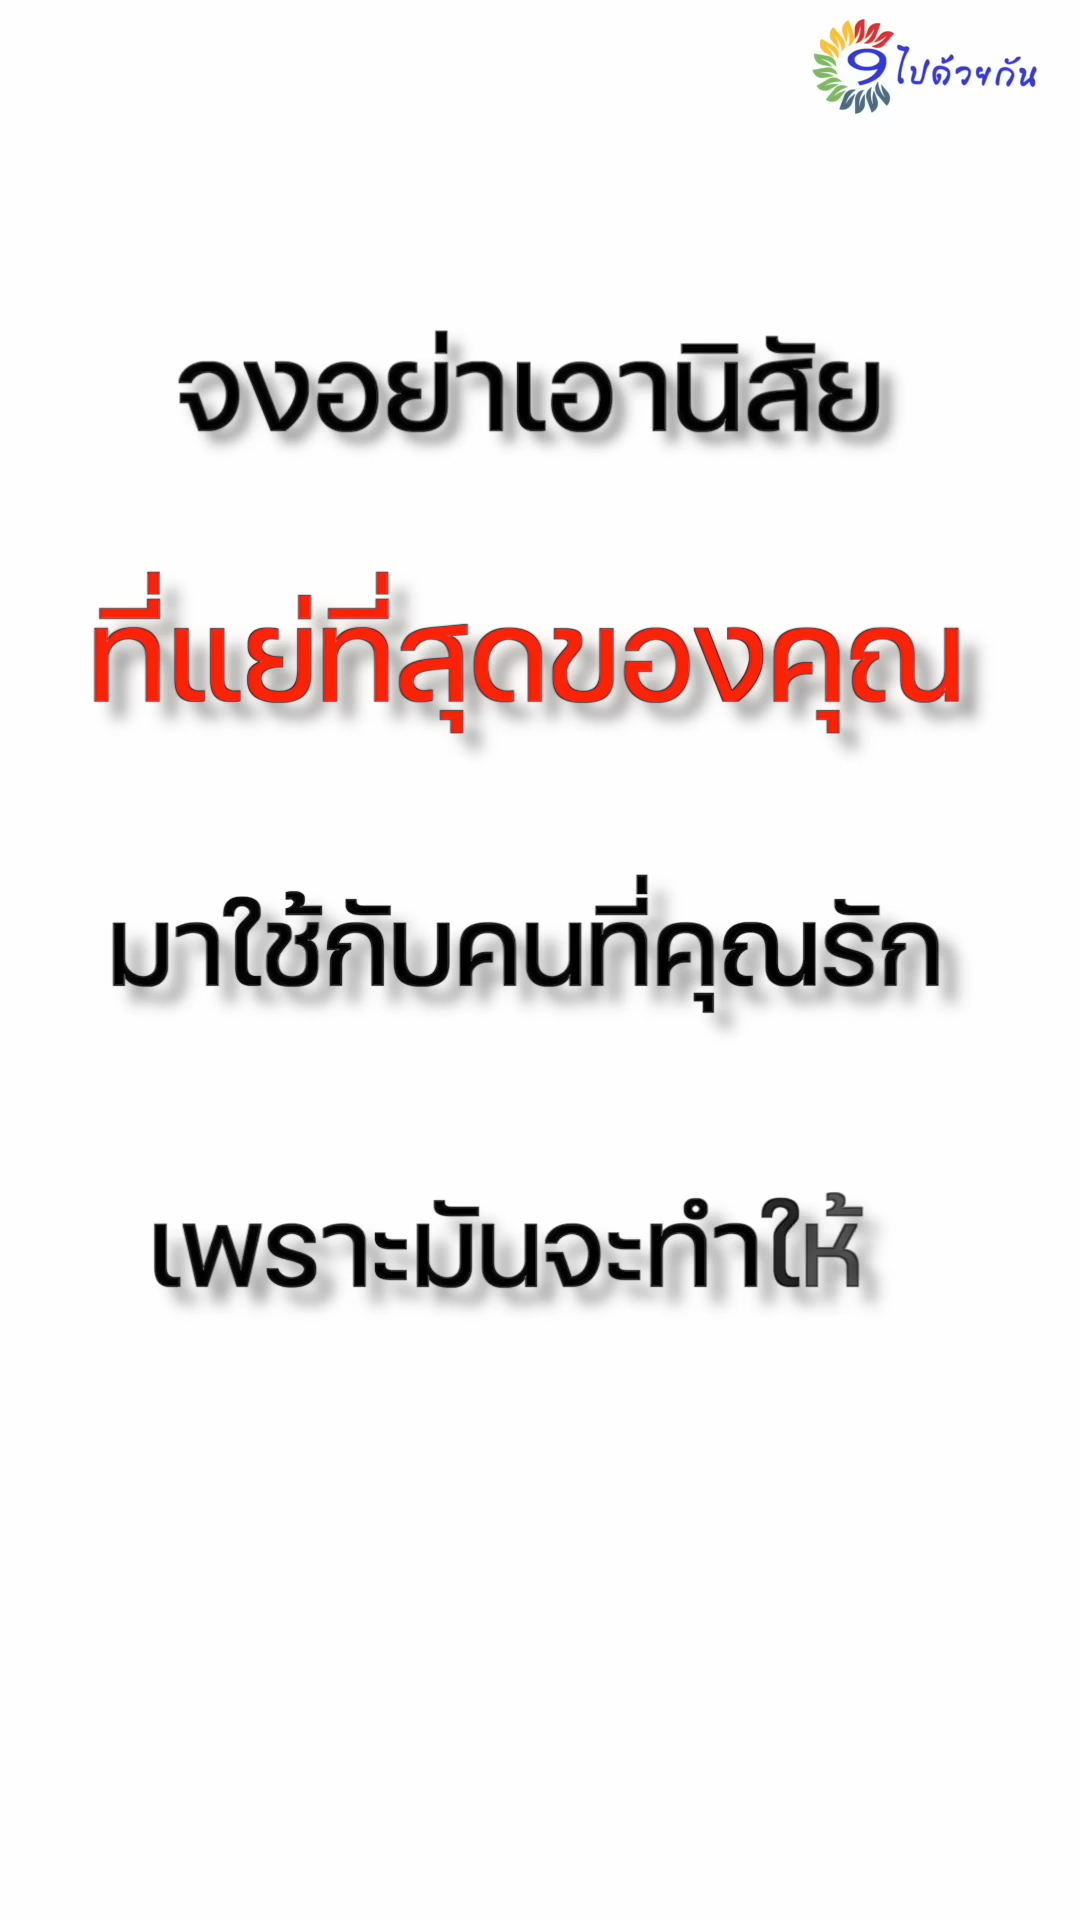 9 ไปด้วยกัน
จงอย่าเอานิสัย
ที่แย่ที่สุดของคุณ
มาใช้กับคนที่คุณรัก
เพราะมันจะทำให้